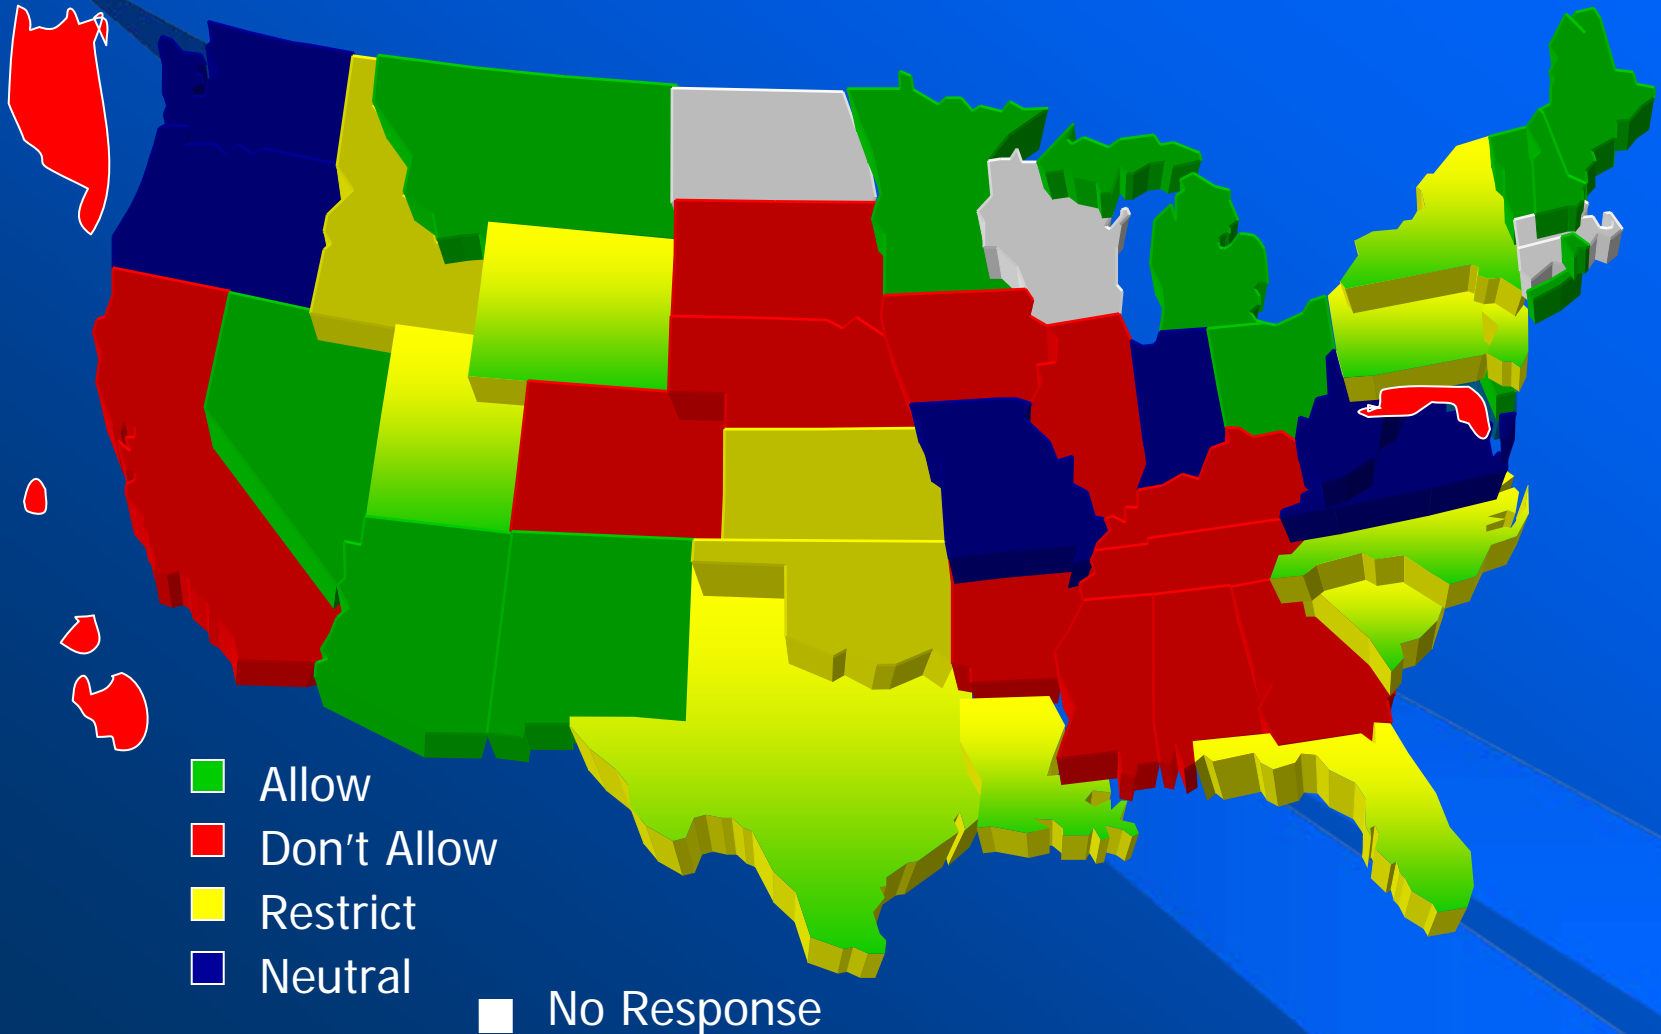 Allow
Don't Allow
Restrict
Neutral
No Response